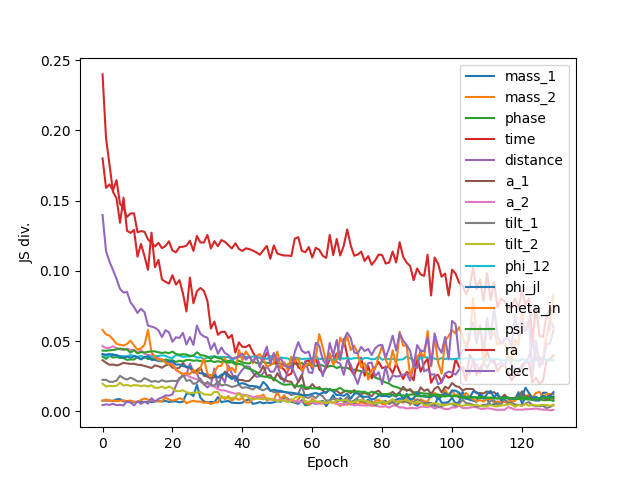 0.25
0.20
0.15
0.10
0.05
0.00
JS div.
0
20
40
60
80
100
120
Epoch
mass_1
mass_2
phase
time
distance
a_1
a_2
tilt_1
tilt_2
phi_12
phi_jl
theta_jn
psi
ra
dec